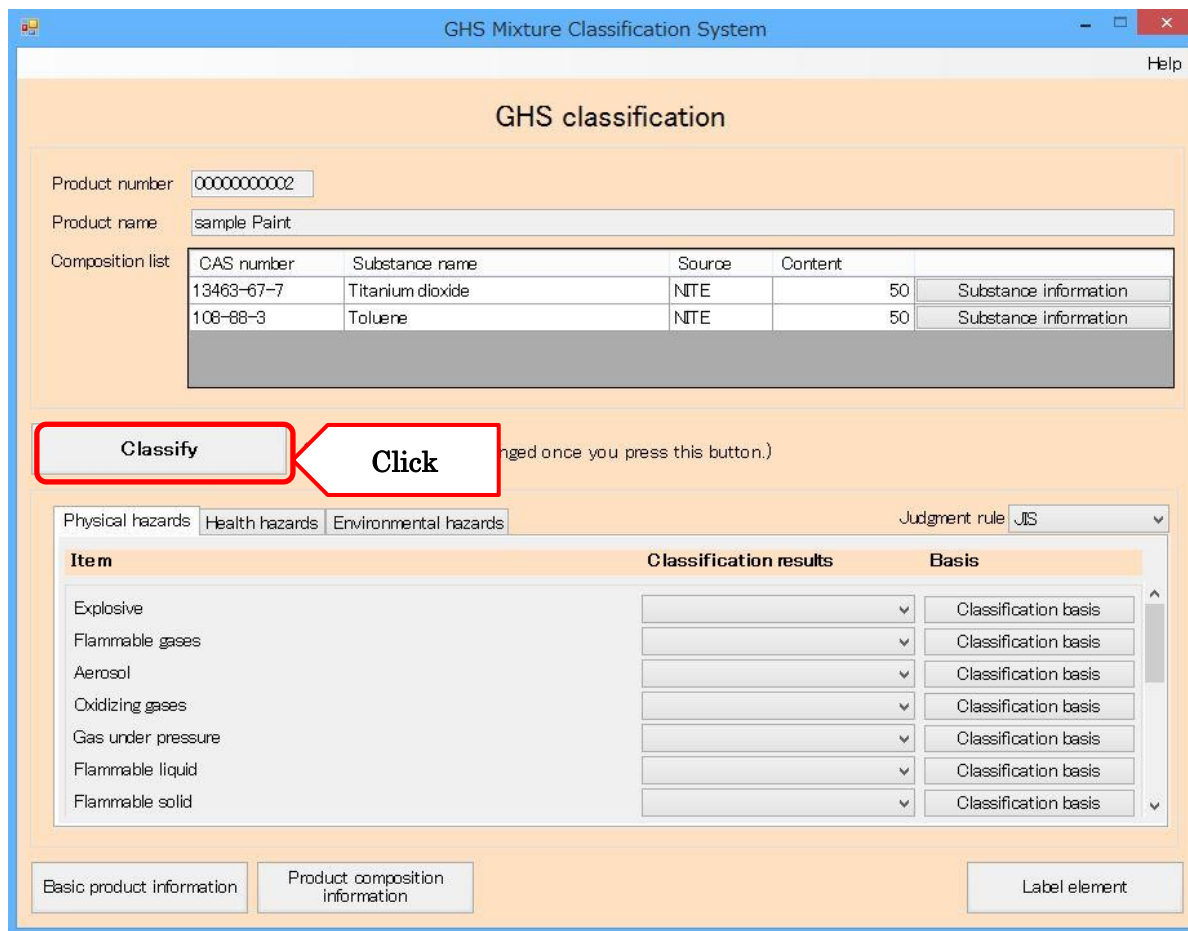 GHS Mixture Classification System
Help
GHS classification
Product number 00000000002
Product name sample Paint
Composition list CAS number Substance name Source Content
13463-67-7 Titanium dioxide NITE 50 Substance information
108-88-3 Toluene NITE 50 Substance information
Classify Click nged once you press this button.)
Physical hazards Health hazards Environmental hazards Judgment rule JIS
Item Classification results Basis
Explosive Classification basis
Flammable gases Classification basis
Aerosol Classification basis
Oxidizing gases Classification basis
Gas under pressure Classification basis
Flammable liquid Classification basis
Flammable solid Classification basis
Basic product information Product composition information Label element